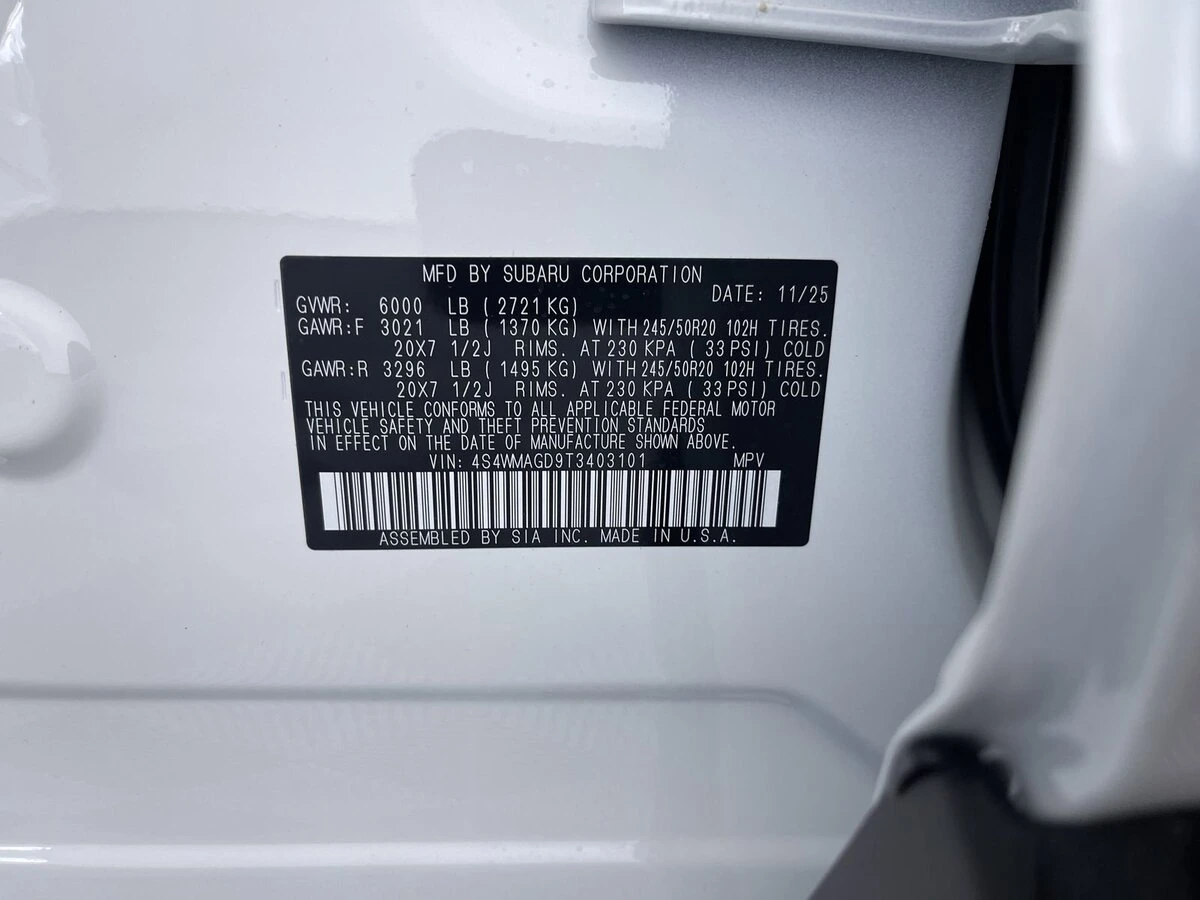 MFD BY SUBARU CORPORATION
DATE: 11/25
GVWR: 6000 LB ( 2721 KG)
GAWR:F 3021 LB ( 1370 KG) WITH 245/50R20 102H TIRES.
20X7 1/2J RIMS. AT 230 KPA ( 33 PSI) COLD
GAWR:R 3296 LB ( 1495 KG) WITH 245/50R20 102H TIRES.
20X7 1/2J RIMS. AT 230 KPA ( 33 PSI) COLD
THIS VEHICLE CONFORMS TO ALL APPLICABLE FEDERAL MOTOR
VEHICLE SAFETY AND THEFT PREVENTION STANDARDS
IN EFFECT ON THE DATE OF MANUFACTURE SHOWN ABOVE.
VIN: 4S4WMAGD9T3403101 MPV
ASSEMBLED BY SIA INC. MADE IN U.S.A.